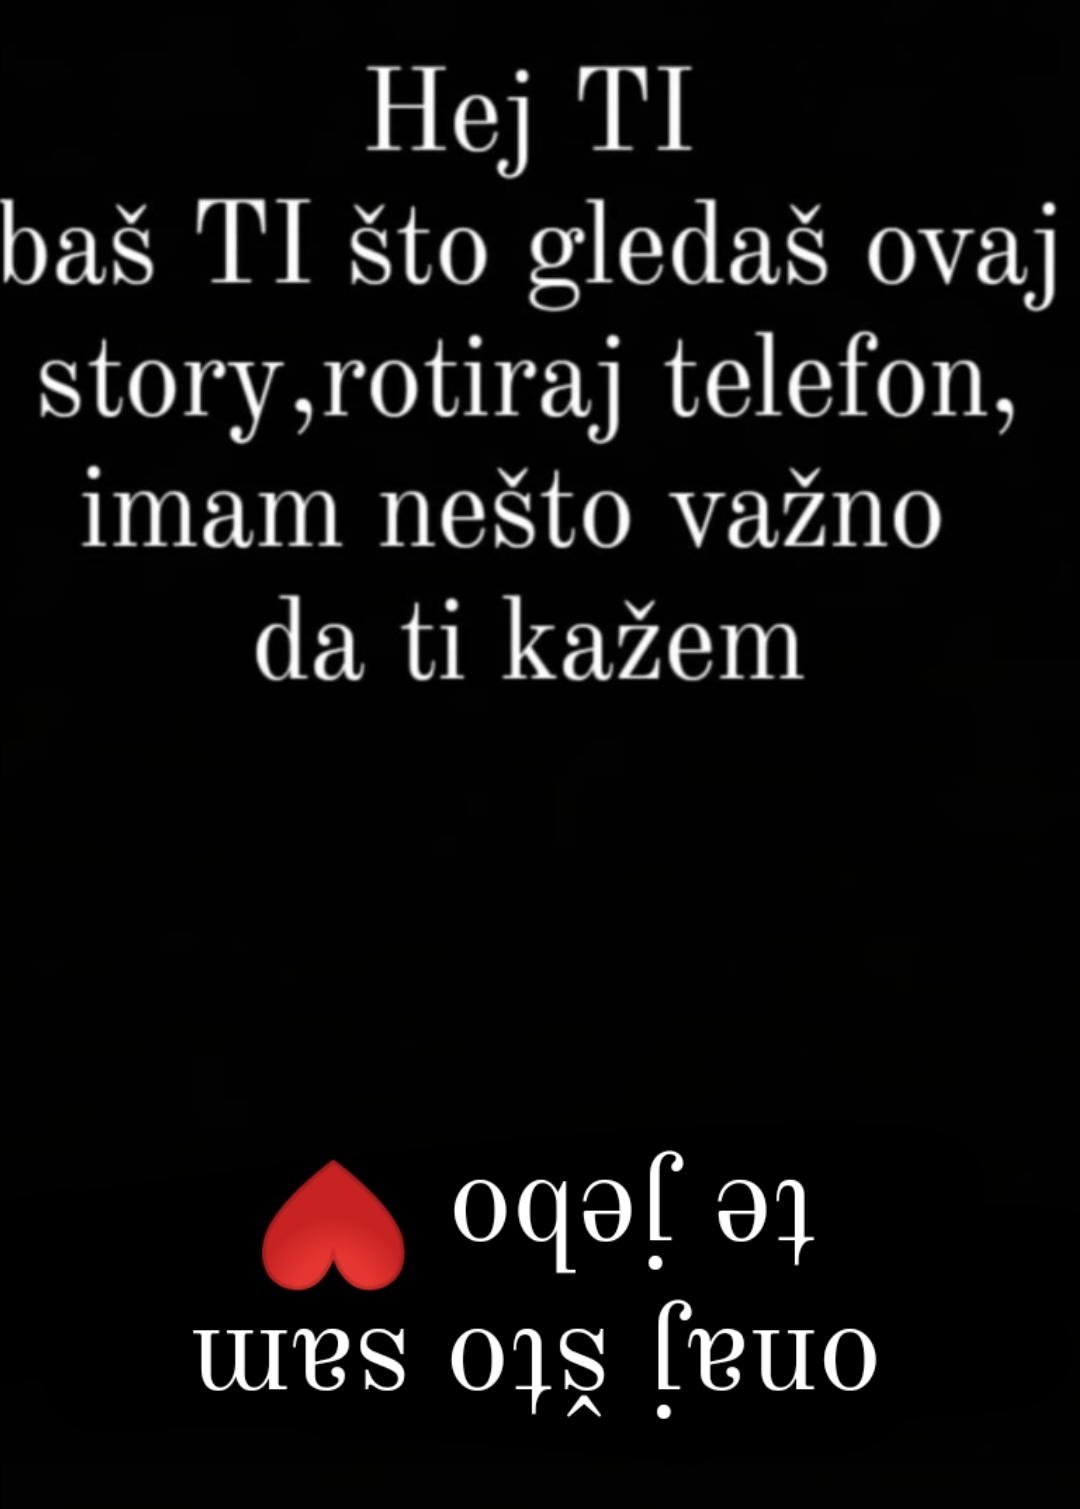 Hej TI
baš TI što gledaš ovaj
story,rotiraj telefon,
imam nešto važno
da ti kažem
onaj što sam
te jebo ❤